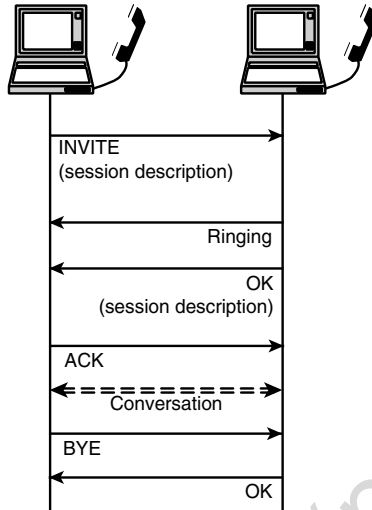 INVITE
(session description)
Ringing
OK
(session description)
ACK
Conversation
BYE
OK